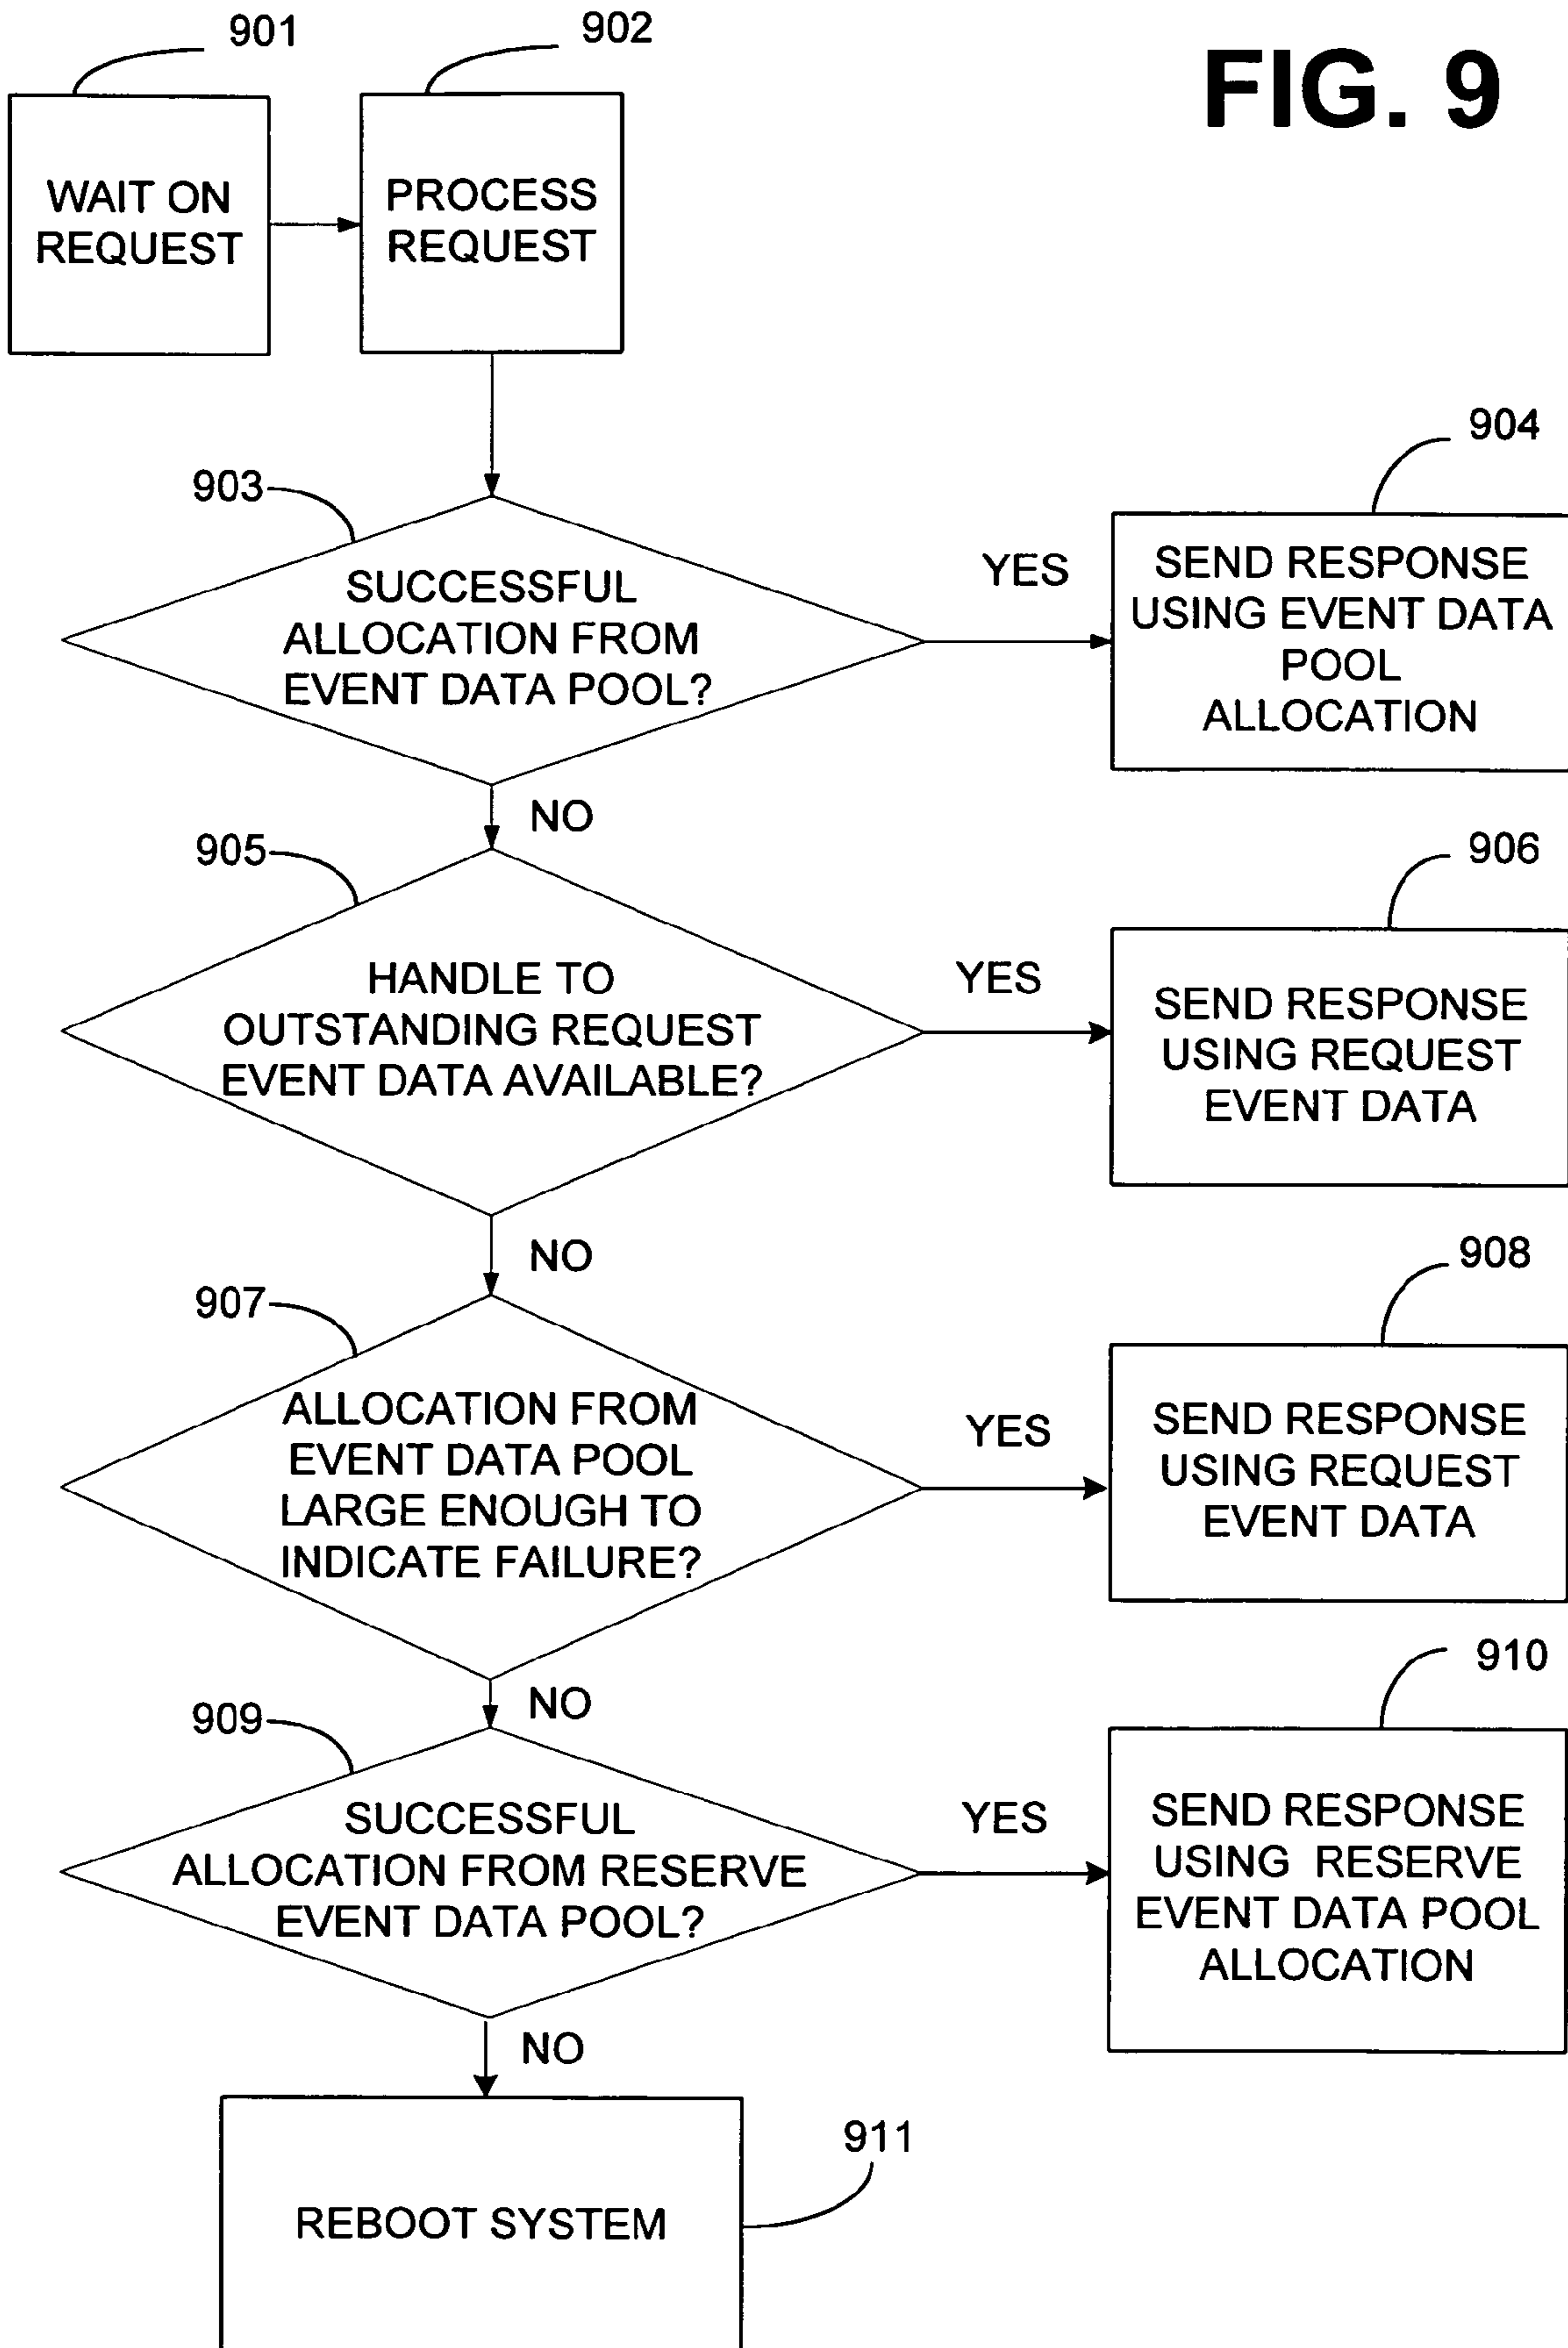 901
902
FIG. 9
WAIT ON
REQUEST
PROCESS
REQUEST
903
SUCCESSFUL
ALLOCATION FROM
EVENT DATA POOL?
YES
904
SEND RESPONSE
USING EVENT DATA
POOL
ALLOCATION
NO
905
HANDLE TO
OUTSTANDING REQUEST
EVENT DATA AVAILABLE?
YES
906
SEND RESPONSE
USING REQUEST
EVENT DATA
NO
907
ALLOCATION FROM
EVENT DATA POOL
LARGE ENOUGH TO
INDICATE FAILURE?
YES
908
SEND RESPONSE
USING REQUEST
EVENT DATA
NO
909
SUCCESSFUL
ALLOCATION FROM RESERVE
EVENT DATA POOL?
YES
910
SEND RESPONSE
USING RESERVE
EVENT DATA POOL
ALLOCATION
NO
911
REBOOT SYSTEM